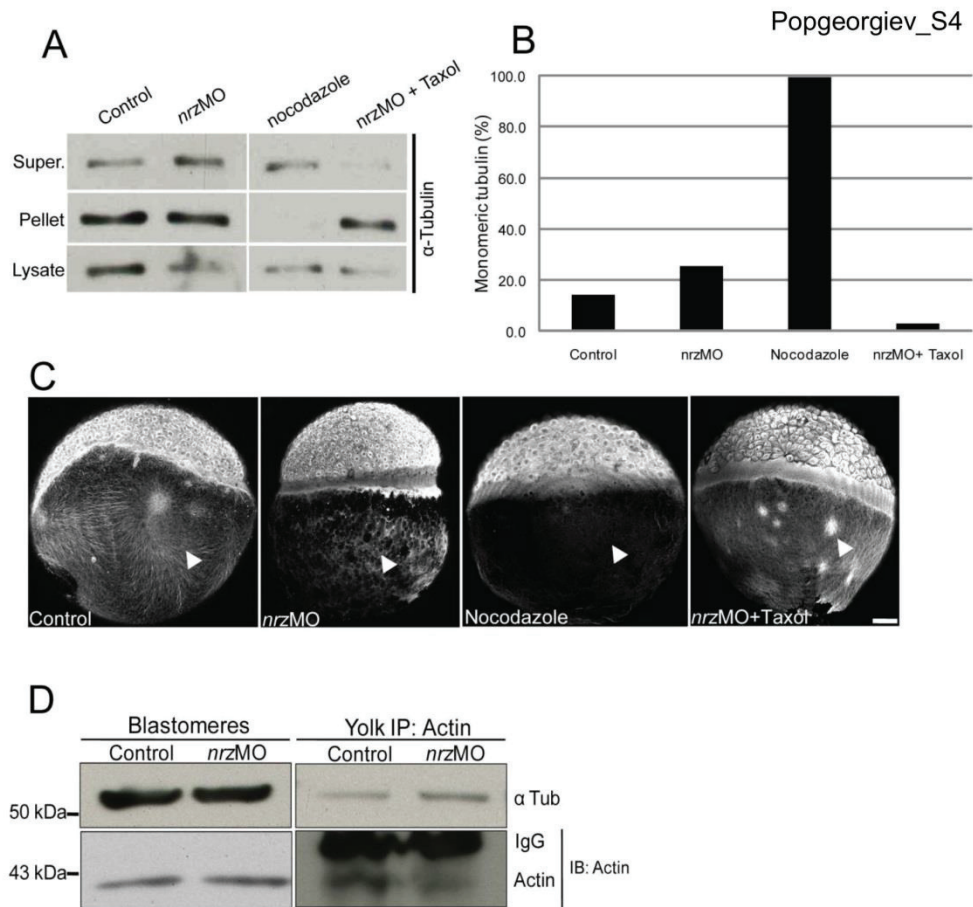 Popgeorgiev_S4
A
Control
nrzMO
nocodazole
nrzMO + Taxol
Super.
Pellet
Lysate
α-Tubulin
B
Monomeric tubulin (%)
100.0
80.0
60.0
40.0
20.0
0.0
Control
nrzMO
Nocodazole
nrzMO+ Taxol
C
Control
nrzMO
Nocodazole
nrzMO+Taxol
D
Blastomeres
Yolk IP: Actin
Control
nrzMO
Control
nrzMO
50 kDa
α Tub
43 kDa
IgG
Actin
IB: Actin